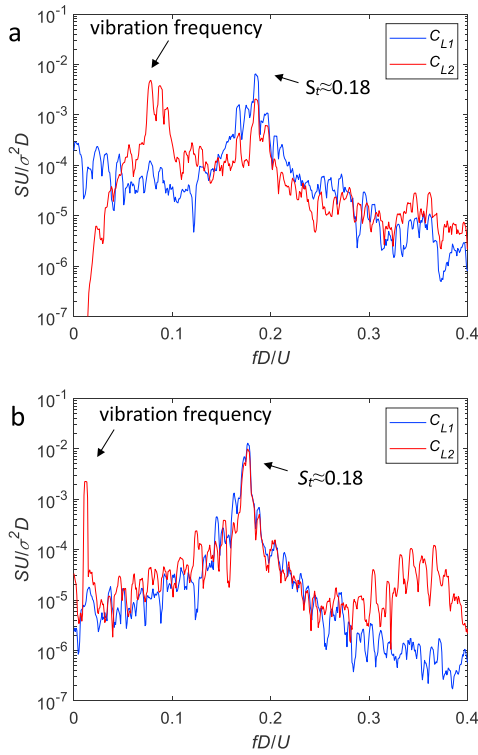 a
vibration frequency
Sₜ≈0.18
C_L1
C_L2
10⁻¹
10⁻²
10⁻³
10⁻⁴
10⁻⁵
10⁻⁶
10⁻⁷
SU/σ²D
0 0.1 0.2 0.3 0.4
fD/U
b
vibration frequency
Sₜ≈0.18
C_L1
C_L2
10⁻¹
10⁻²
10⁻³
10⁻⁴
10⁻⁵
10⁻⁶
10⁻⁷
SU/σ²D
0 0.1 0.2 0.3 0.4
fD/U